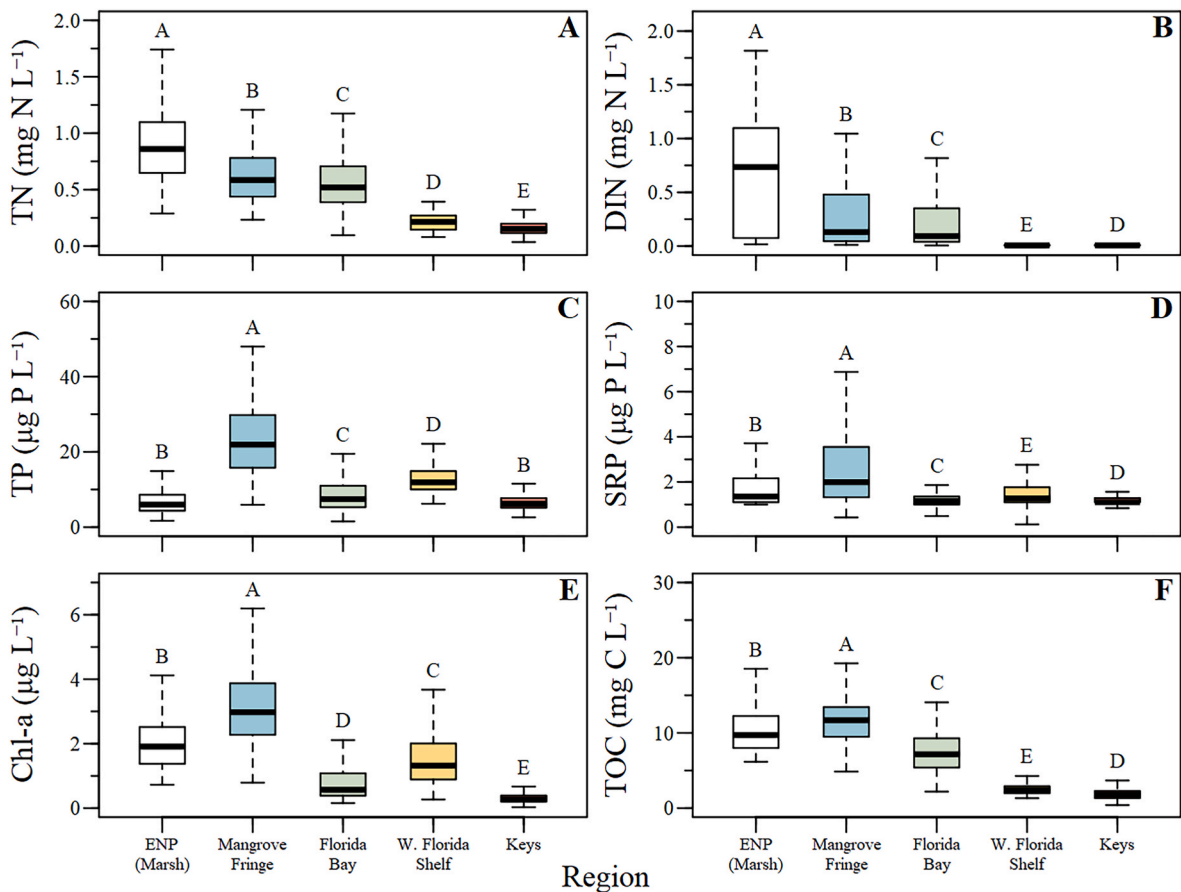 A
TN (mg N L⁻¹)
2.0
1.5
1.0
0.5
0.0
A
B
C
D
E
B
DIN (mg N L⁻¹)
2.0
1.5
1.0
0.5
0.0
A
B
C
E
D
C
TP (µg P L⁻¹)
60
40
20
0
B
A
C
D
B
D
SRP (µg P L⁻¹)
10
8
6
4
2
0
B
A
C
E
D
E
Chl-a (µg L⁻¹)
6
4
2
0
B
A
D
C
E
ENP
(Marsh)
Mangrove
Fringe
Florida
Bay
W. Florida
Shelf
Keys
F
TOC (mg C L⁻¹)
30
20
10
0
B
A
C
E
D
ENP
(Marsh)
Mangrove
Fringe
Florida
Bay
W. Florida
Shelf
Keys
Region